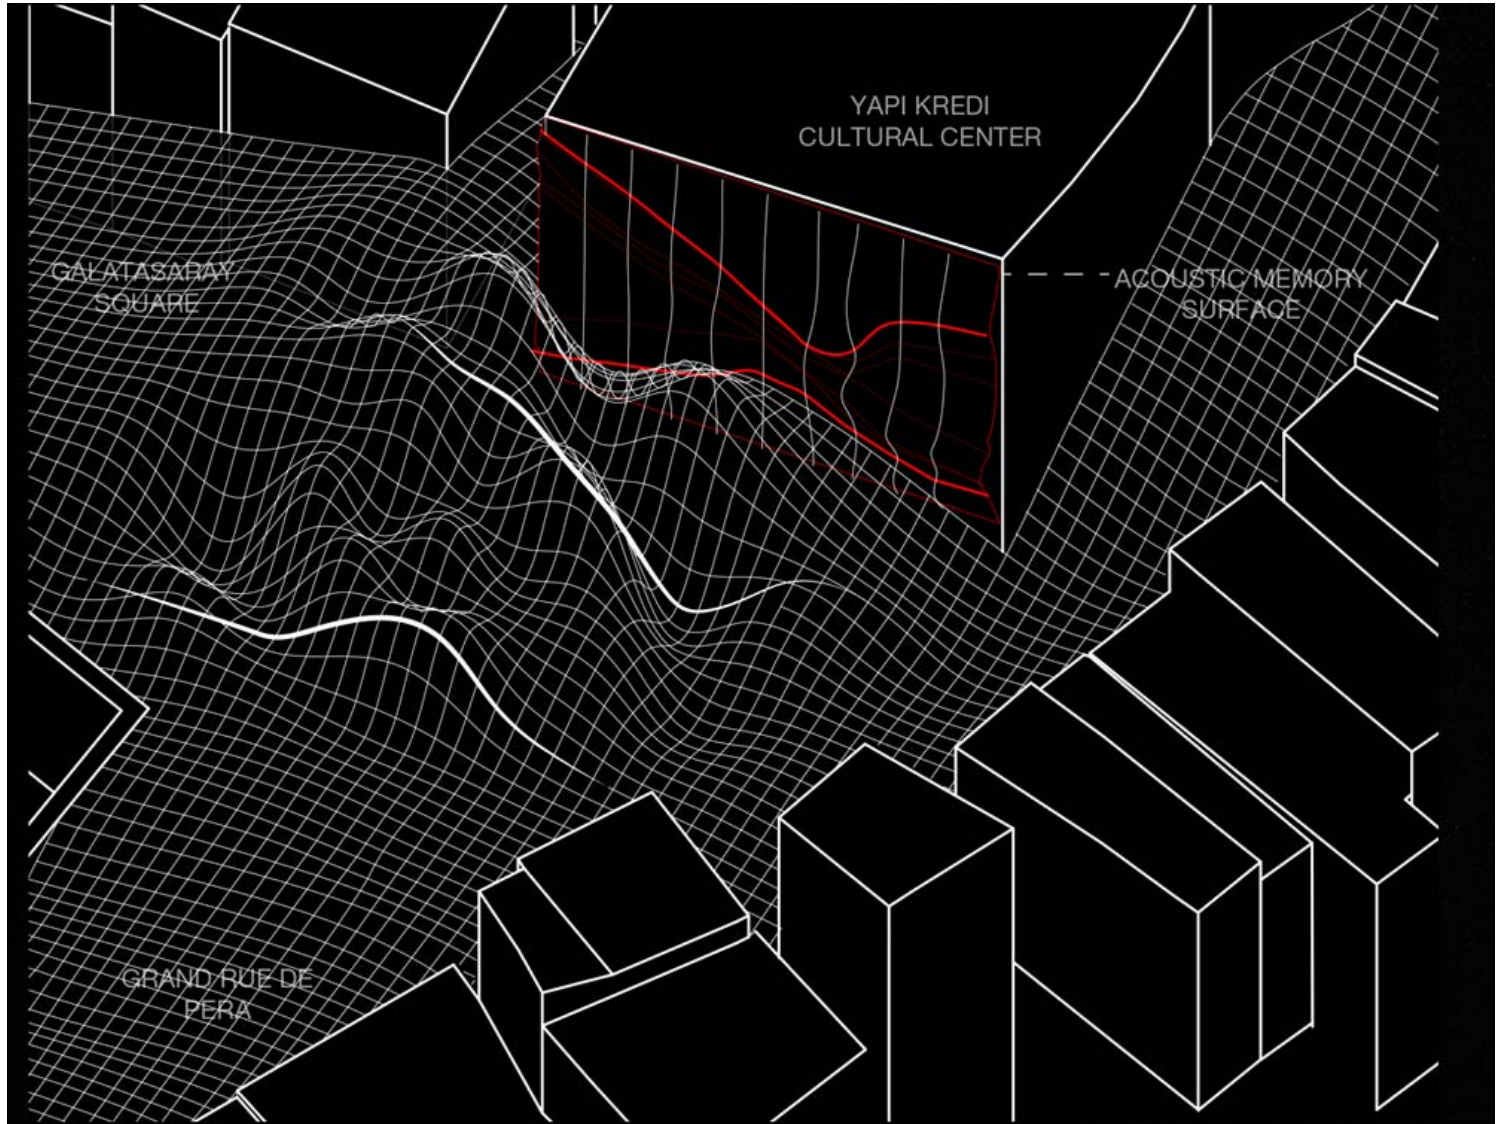 YAPI KREDI
CULTURAL CENTER
GALATASARAY
SQUARE
ACOUSTIC MEMORY
SURFACE
GRAND RUE DE
PERA